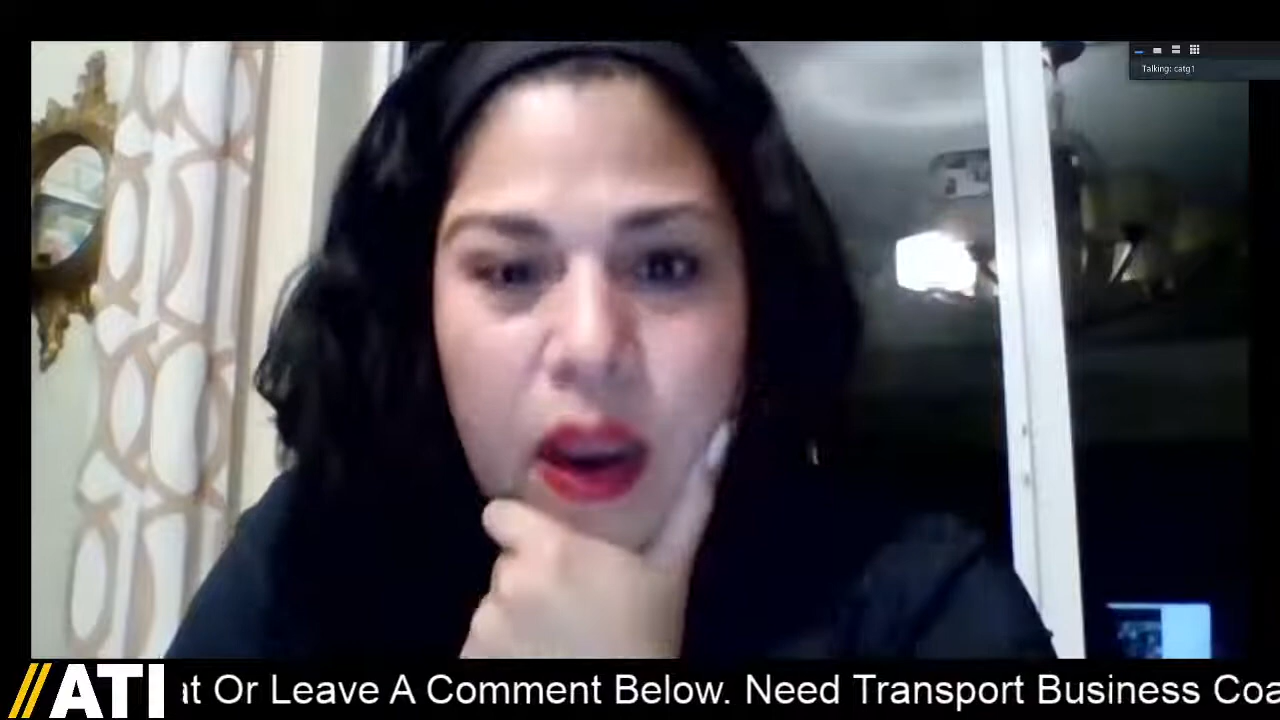 Talking: catg1
//ATI
at Or Leave A Comment Below. Need Transport Business Coa